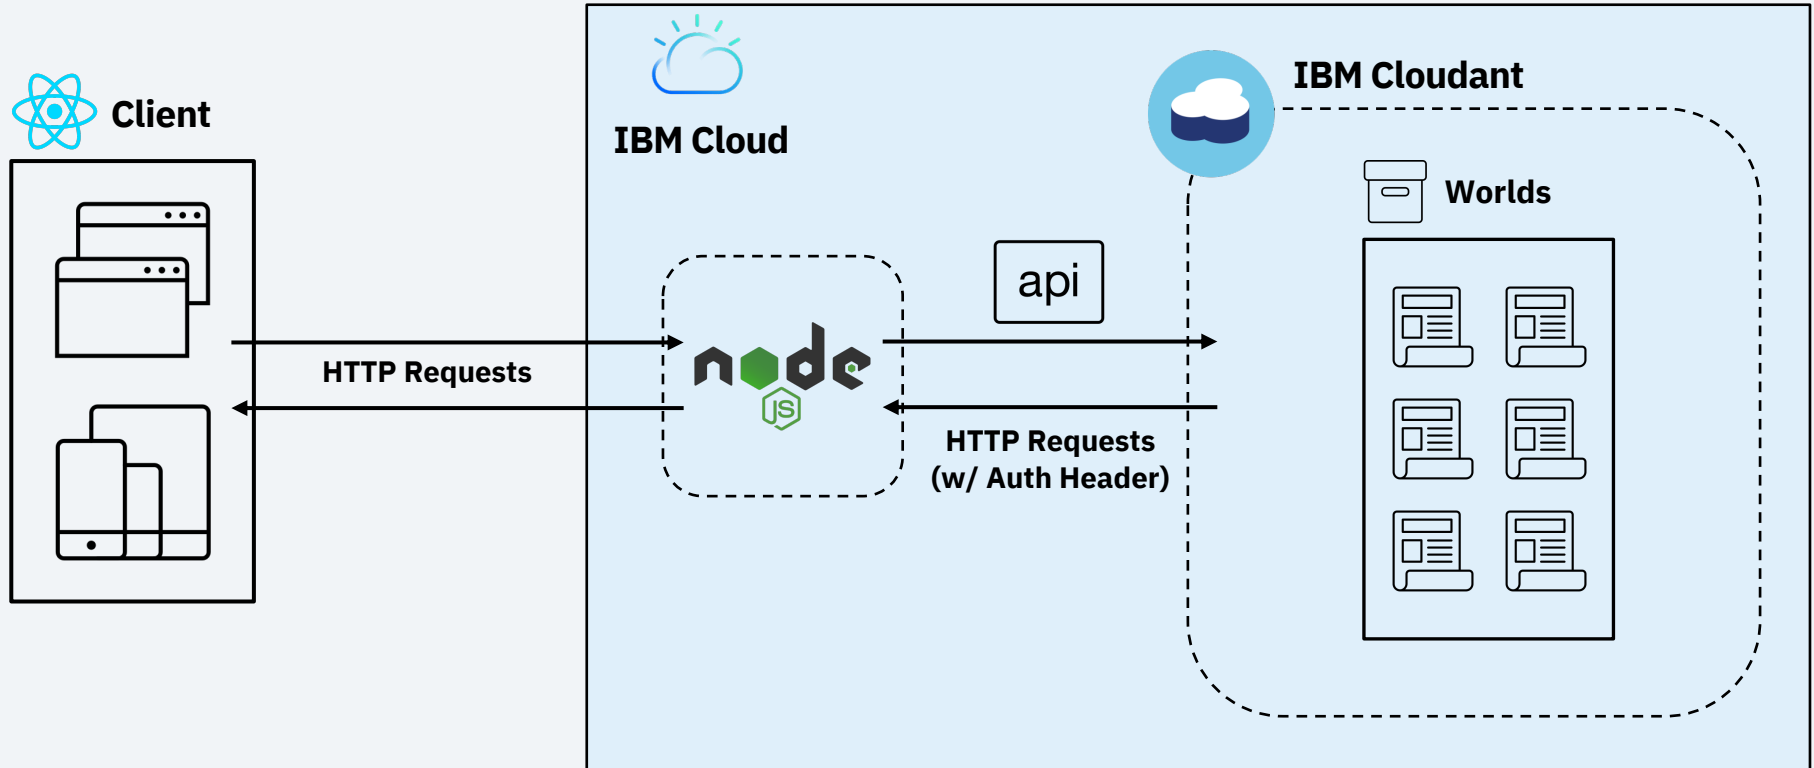 Client
IBM Cloud
IBM Cloudant
Worlds
api
HTTP Requests
node
JS
HTTP Requests
(w/ Auth Header)